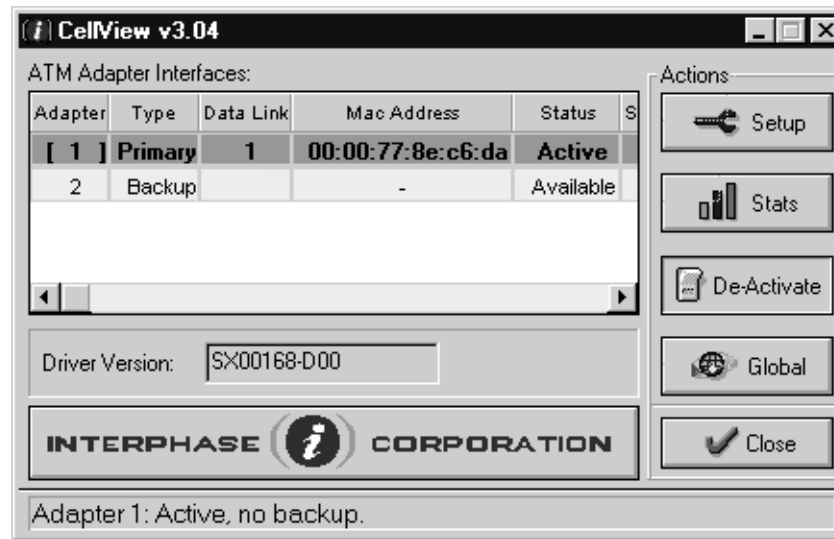 CellView v3.04
ATM Adapter Interfaces:
Adapter Type Data Link Mac Address Status S
[ 1 ] Primary 1 00:00:77:8e:c6:da Active
2 Backup - Available
Driver Version: SX00168-D00
INTERPHASE i CORPORATION
Actions
Setup
Stats
De-Activate
Global
Close
Adapter 1: Active, no backup.